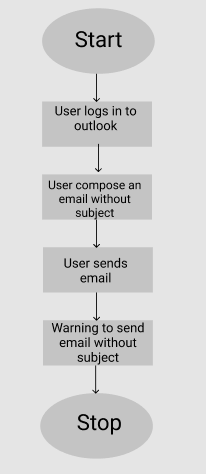 Start
User logs in to
outlook
User compose an
email without
subject
User sends
email
Warning to send
email without
subject
Stop